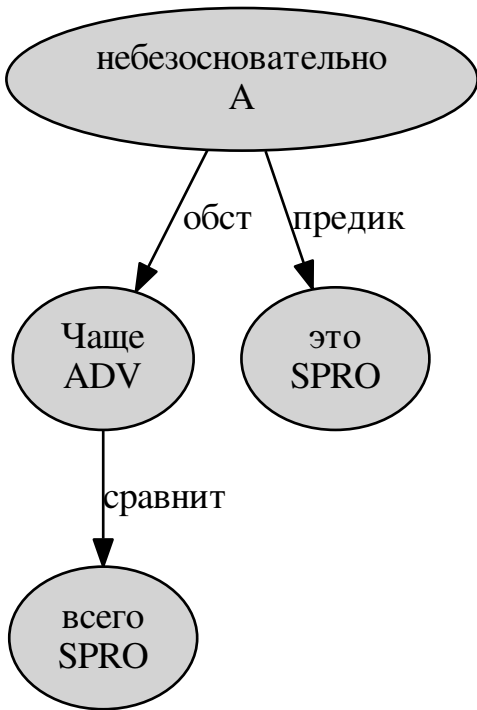 небезосновательно
A
обст
предик
Чаще
ADV
это
SPRO
сравнит
всего
SPRO